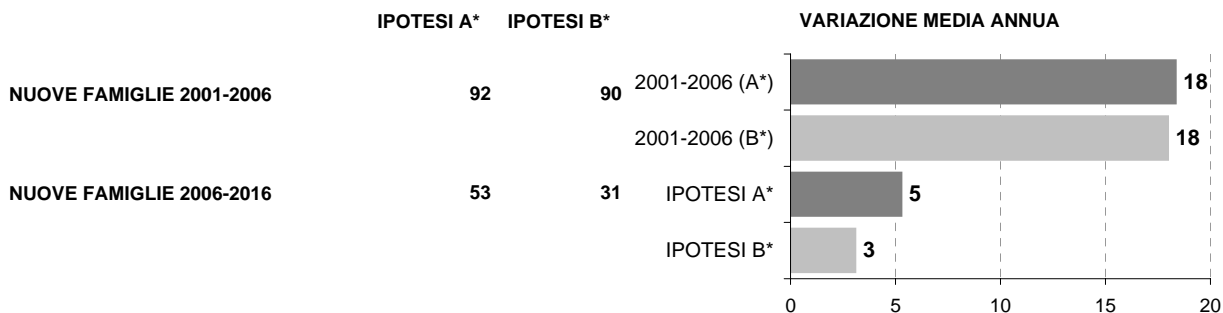 IPOTESI A* IPOTESI B* VARIAZIONE MEDIA ANNUA
NUOVE FAMIGLIE 2001-2006 92 90
2001-2006 (A*) 18
2001-2006 (B*) 18
NUOVE FAMIGLIE 2006-2016 53 31
IPOTESI A* 5
IPOTESI B* 3
0 5 10 15 20